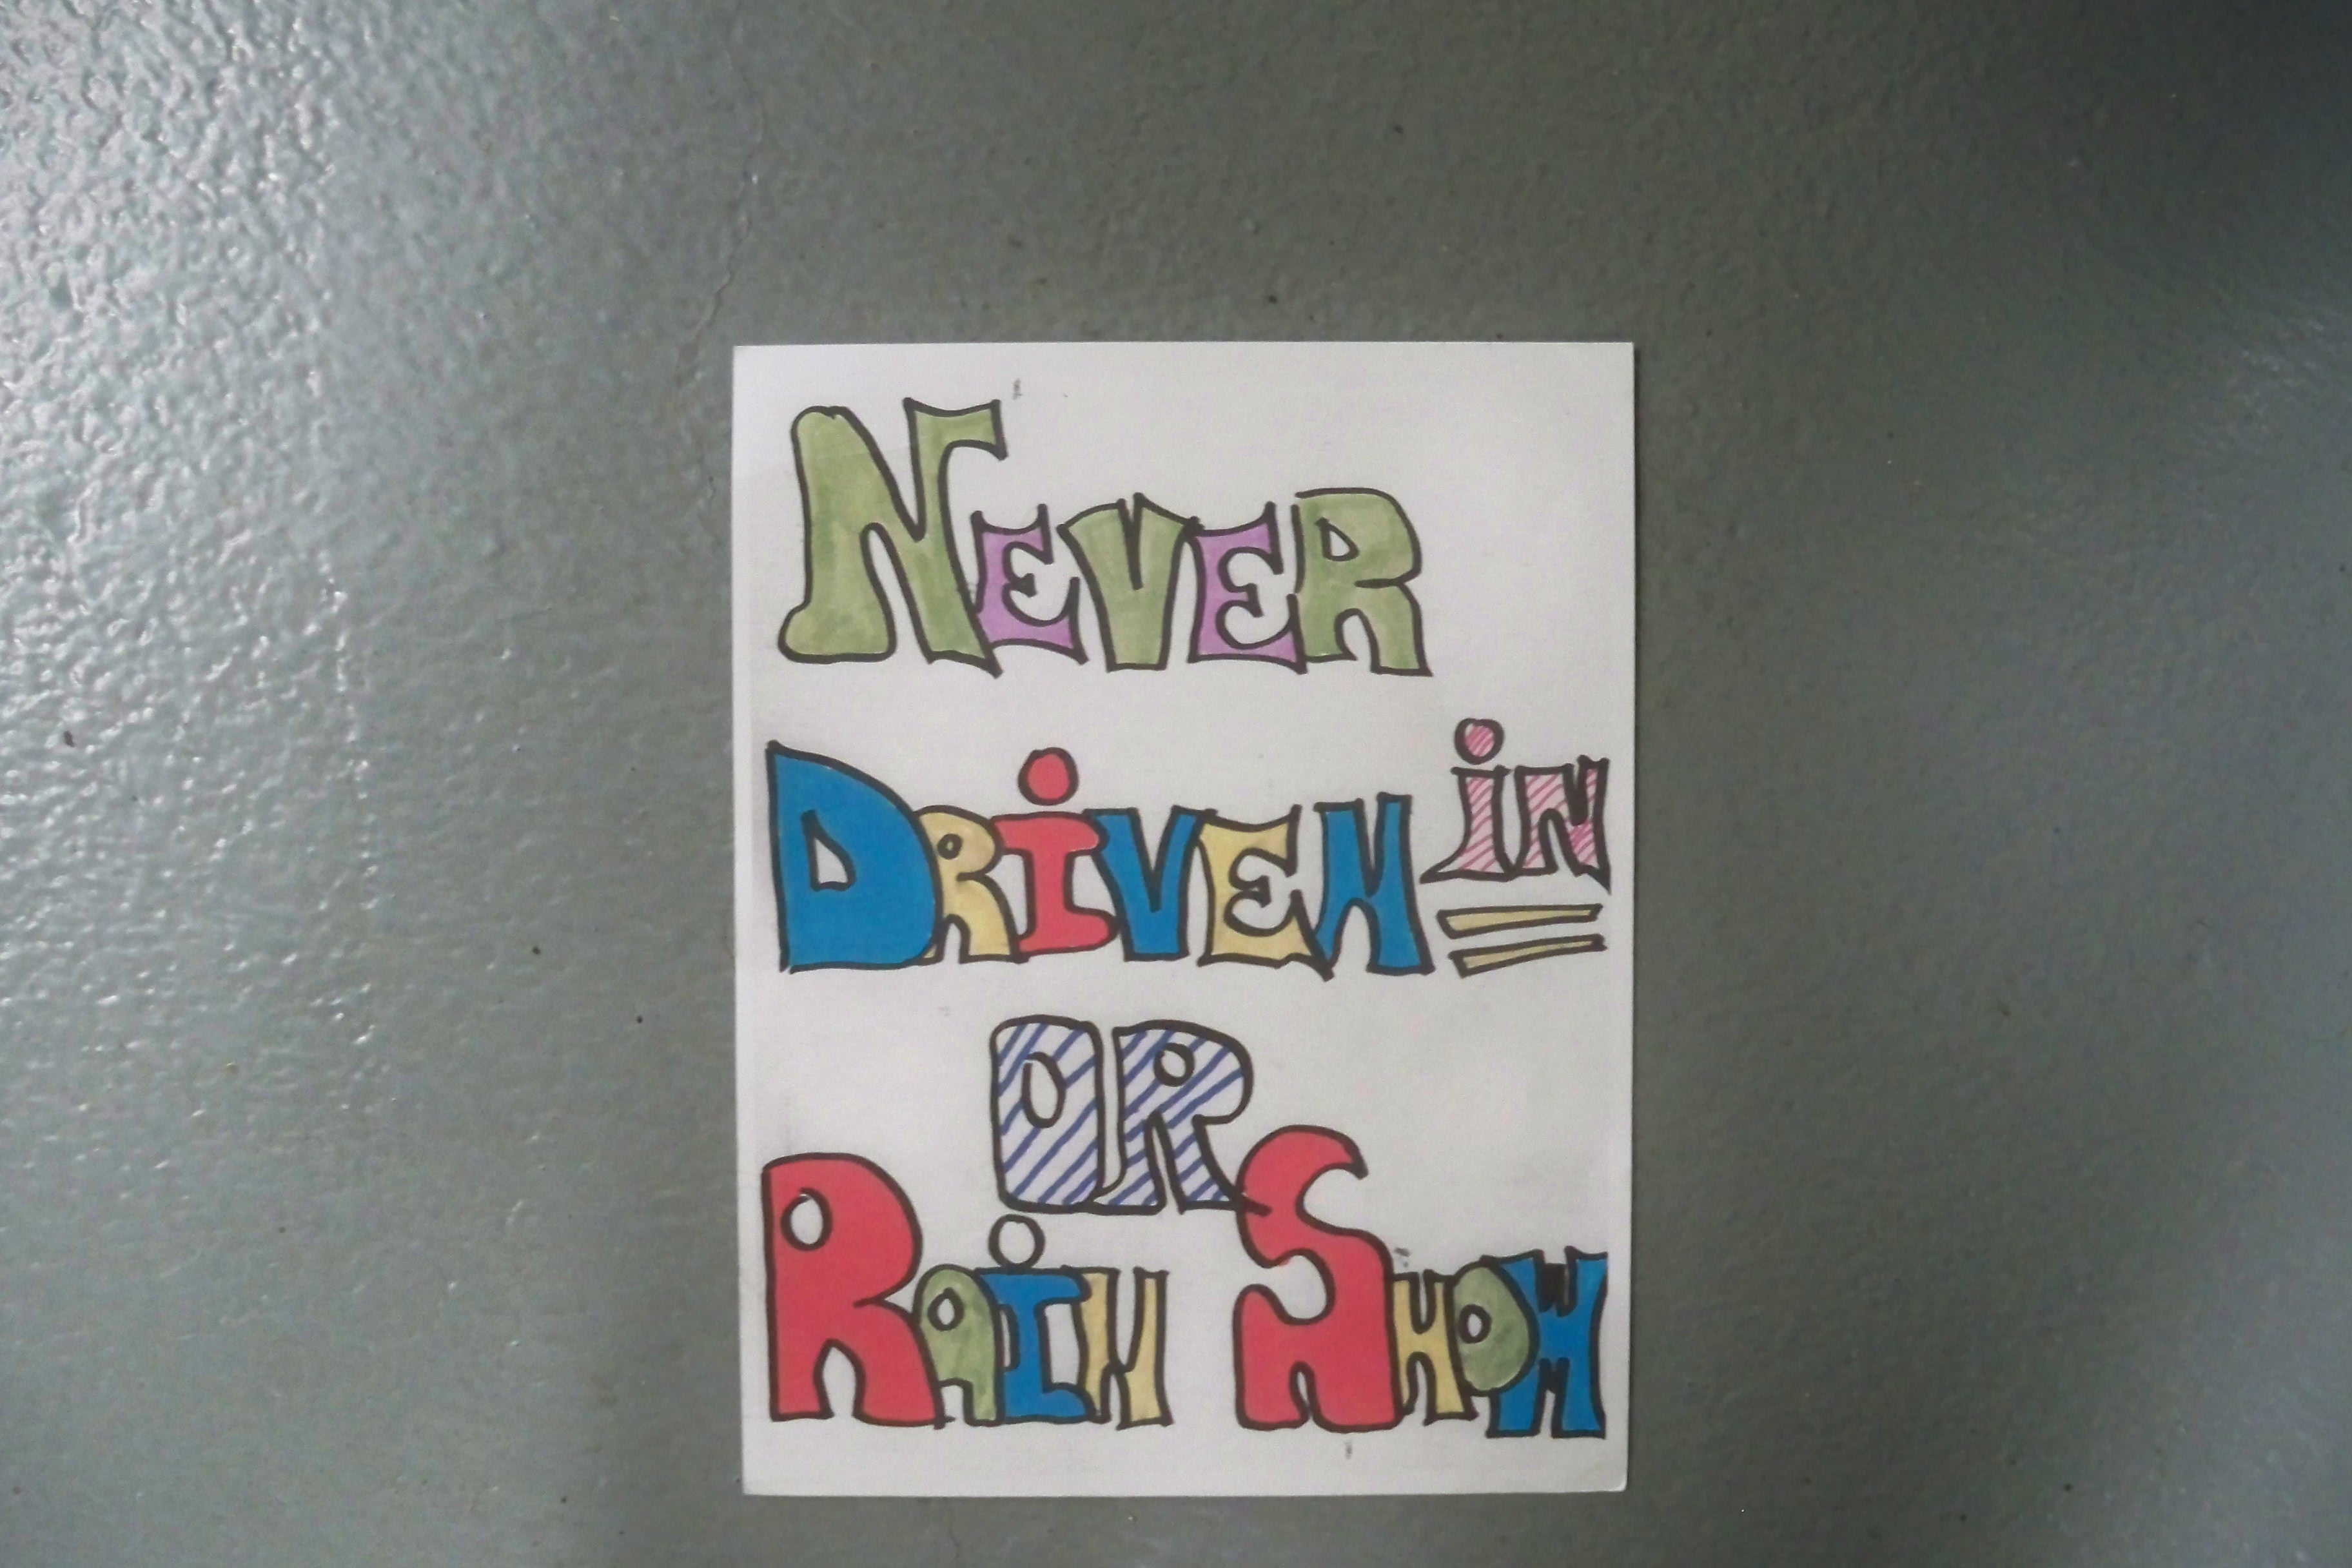 NEVER
DRIVEN in
OR
RAIN SNOW